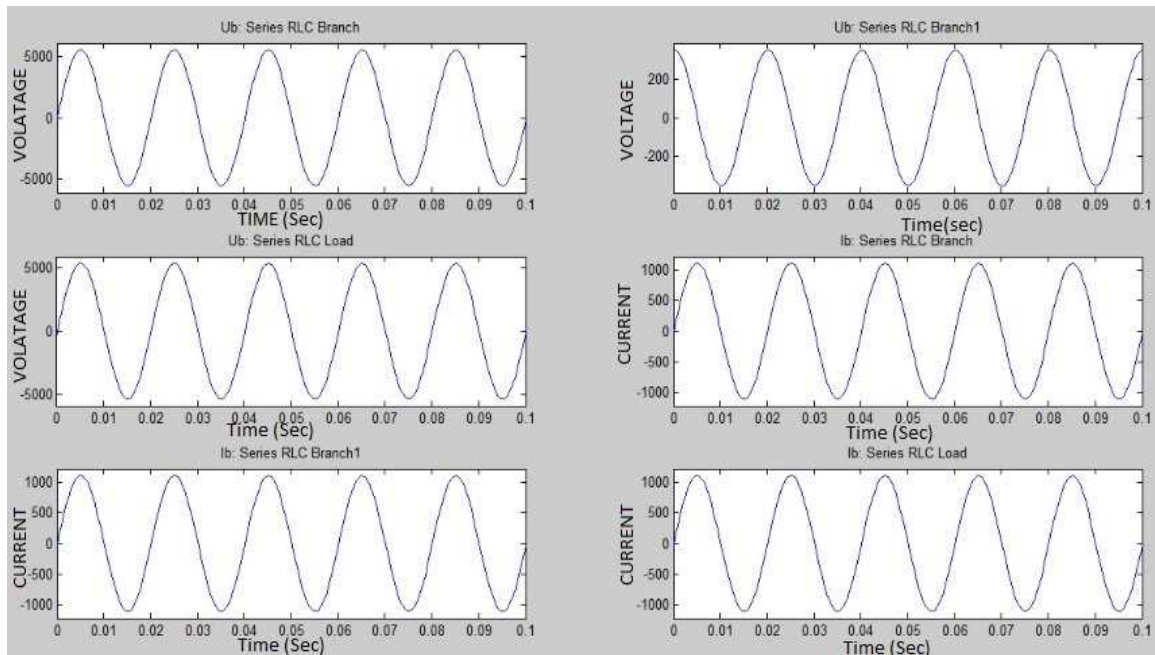 Ub: Series RLC Branch
5000
0
-5000
VOLATAGE
0 0.01 0.02 0.03 0.04 0.05 0.06 0.07 0.08 0.09 0.1
TIME (Sec)
Ub: Series RLC Branch1
200
0
-200
VOLTAGE
0 0.01 0.02 0.03 0.04 0.05 0.06 0.07 0.08 0.09 0.1
Time(sec)
Ub: Series RLC Load
5000
0
-5000
VOLATAGE
0 0.01 0.02 0.03 0.04 0.05 0.06 0.07 0.08 0.09 0.1
Time (Sec)
Ib: Series RLC Branch
1000
500
0
-500
-1000
CURRENT
0 0.01 0.02 0.03 0.04 0.05 0.06 0.07 0.08 0.09 0.1
Time (Sec)
Ib: Series RLC Branch1
1000
500
0
-500
-1000
CURRENT
0 0.01 0.02 0.03 0.04 0.05 0.06 0.07 0.08 0.09 0.1
Time (Sec)
Ib: Series RLC Load
1000
500
0
-500
-1000
CURRENT
0 0.01 0.02 0.03 0.04 0.05 0.06 0.07 0.08 0.09 0.1
Time (Sec)